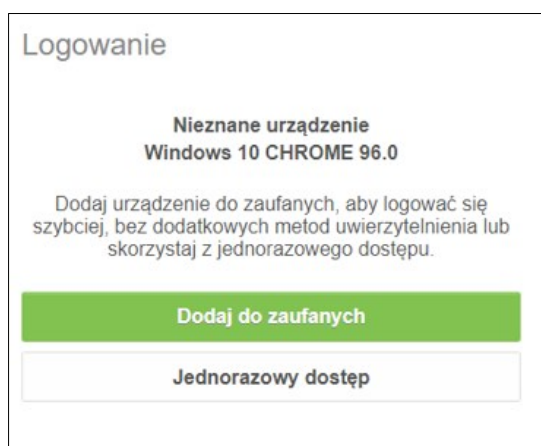 Logowanie
Nieznane urządzenie
Windows 10 CHROME 96.0
Dodaj urządzenie do zaufanych, aby logować się
szybciej, bez dodatkowych metod uwierzytelnienia lub
skorzystaj z jednorazowego dostępu.
Dodaj do zaufanych
Jednorazowy dostęp